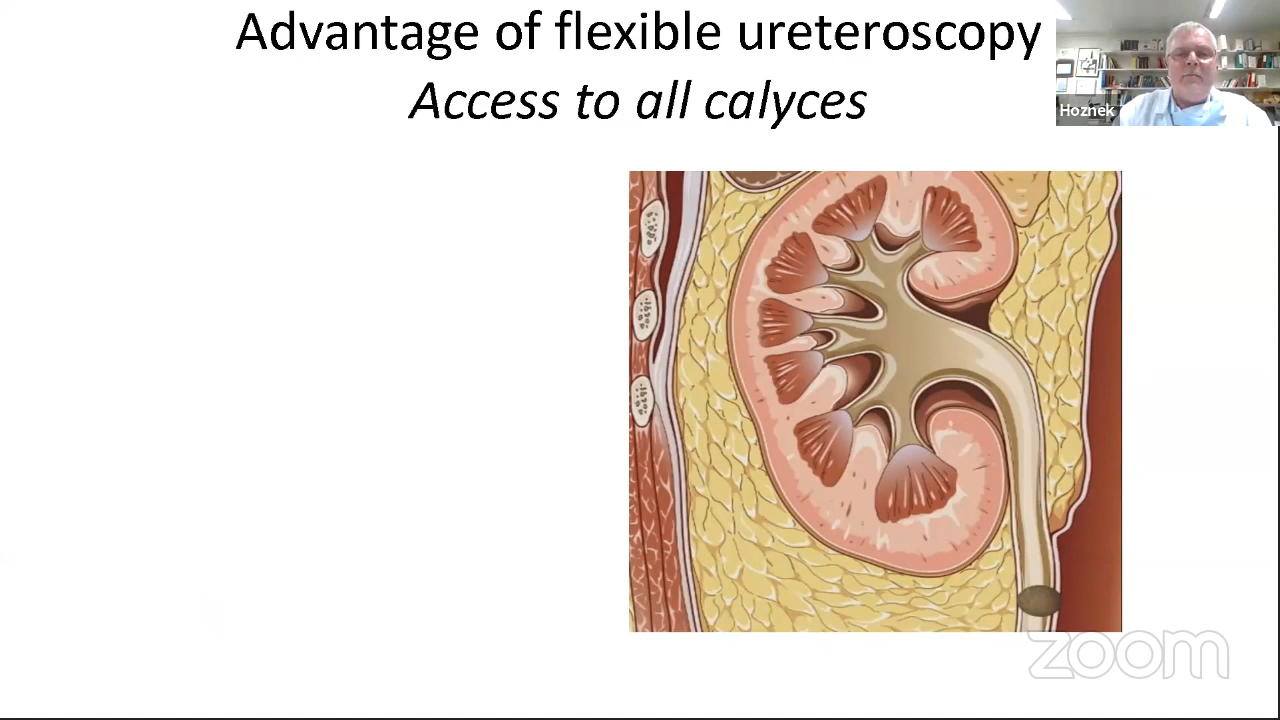 Advantage of flexible ureteroscopy
Access to all calyces
Hoznek
zoom